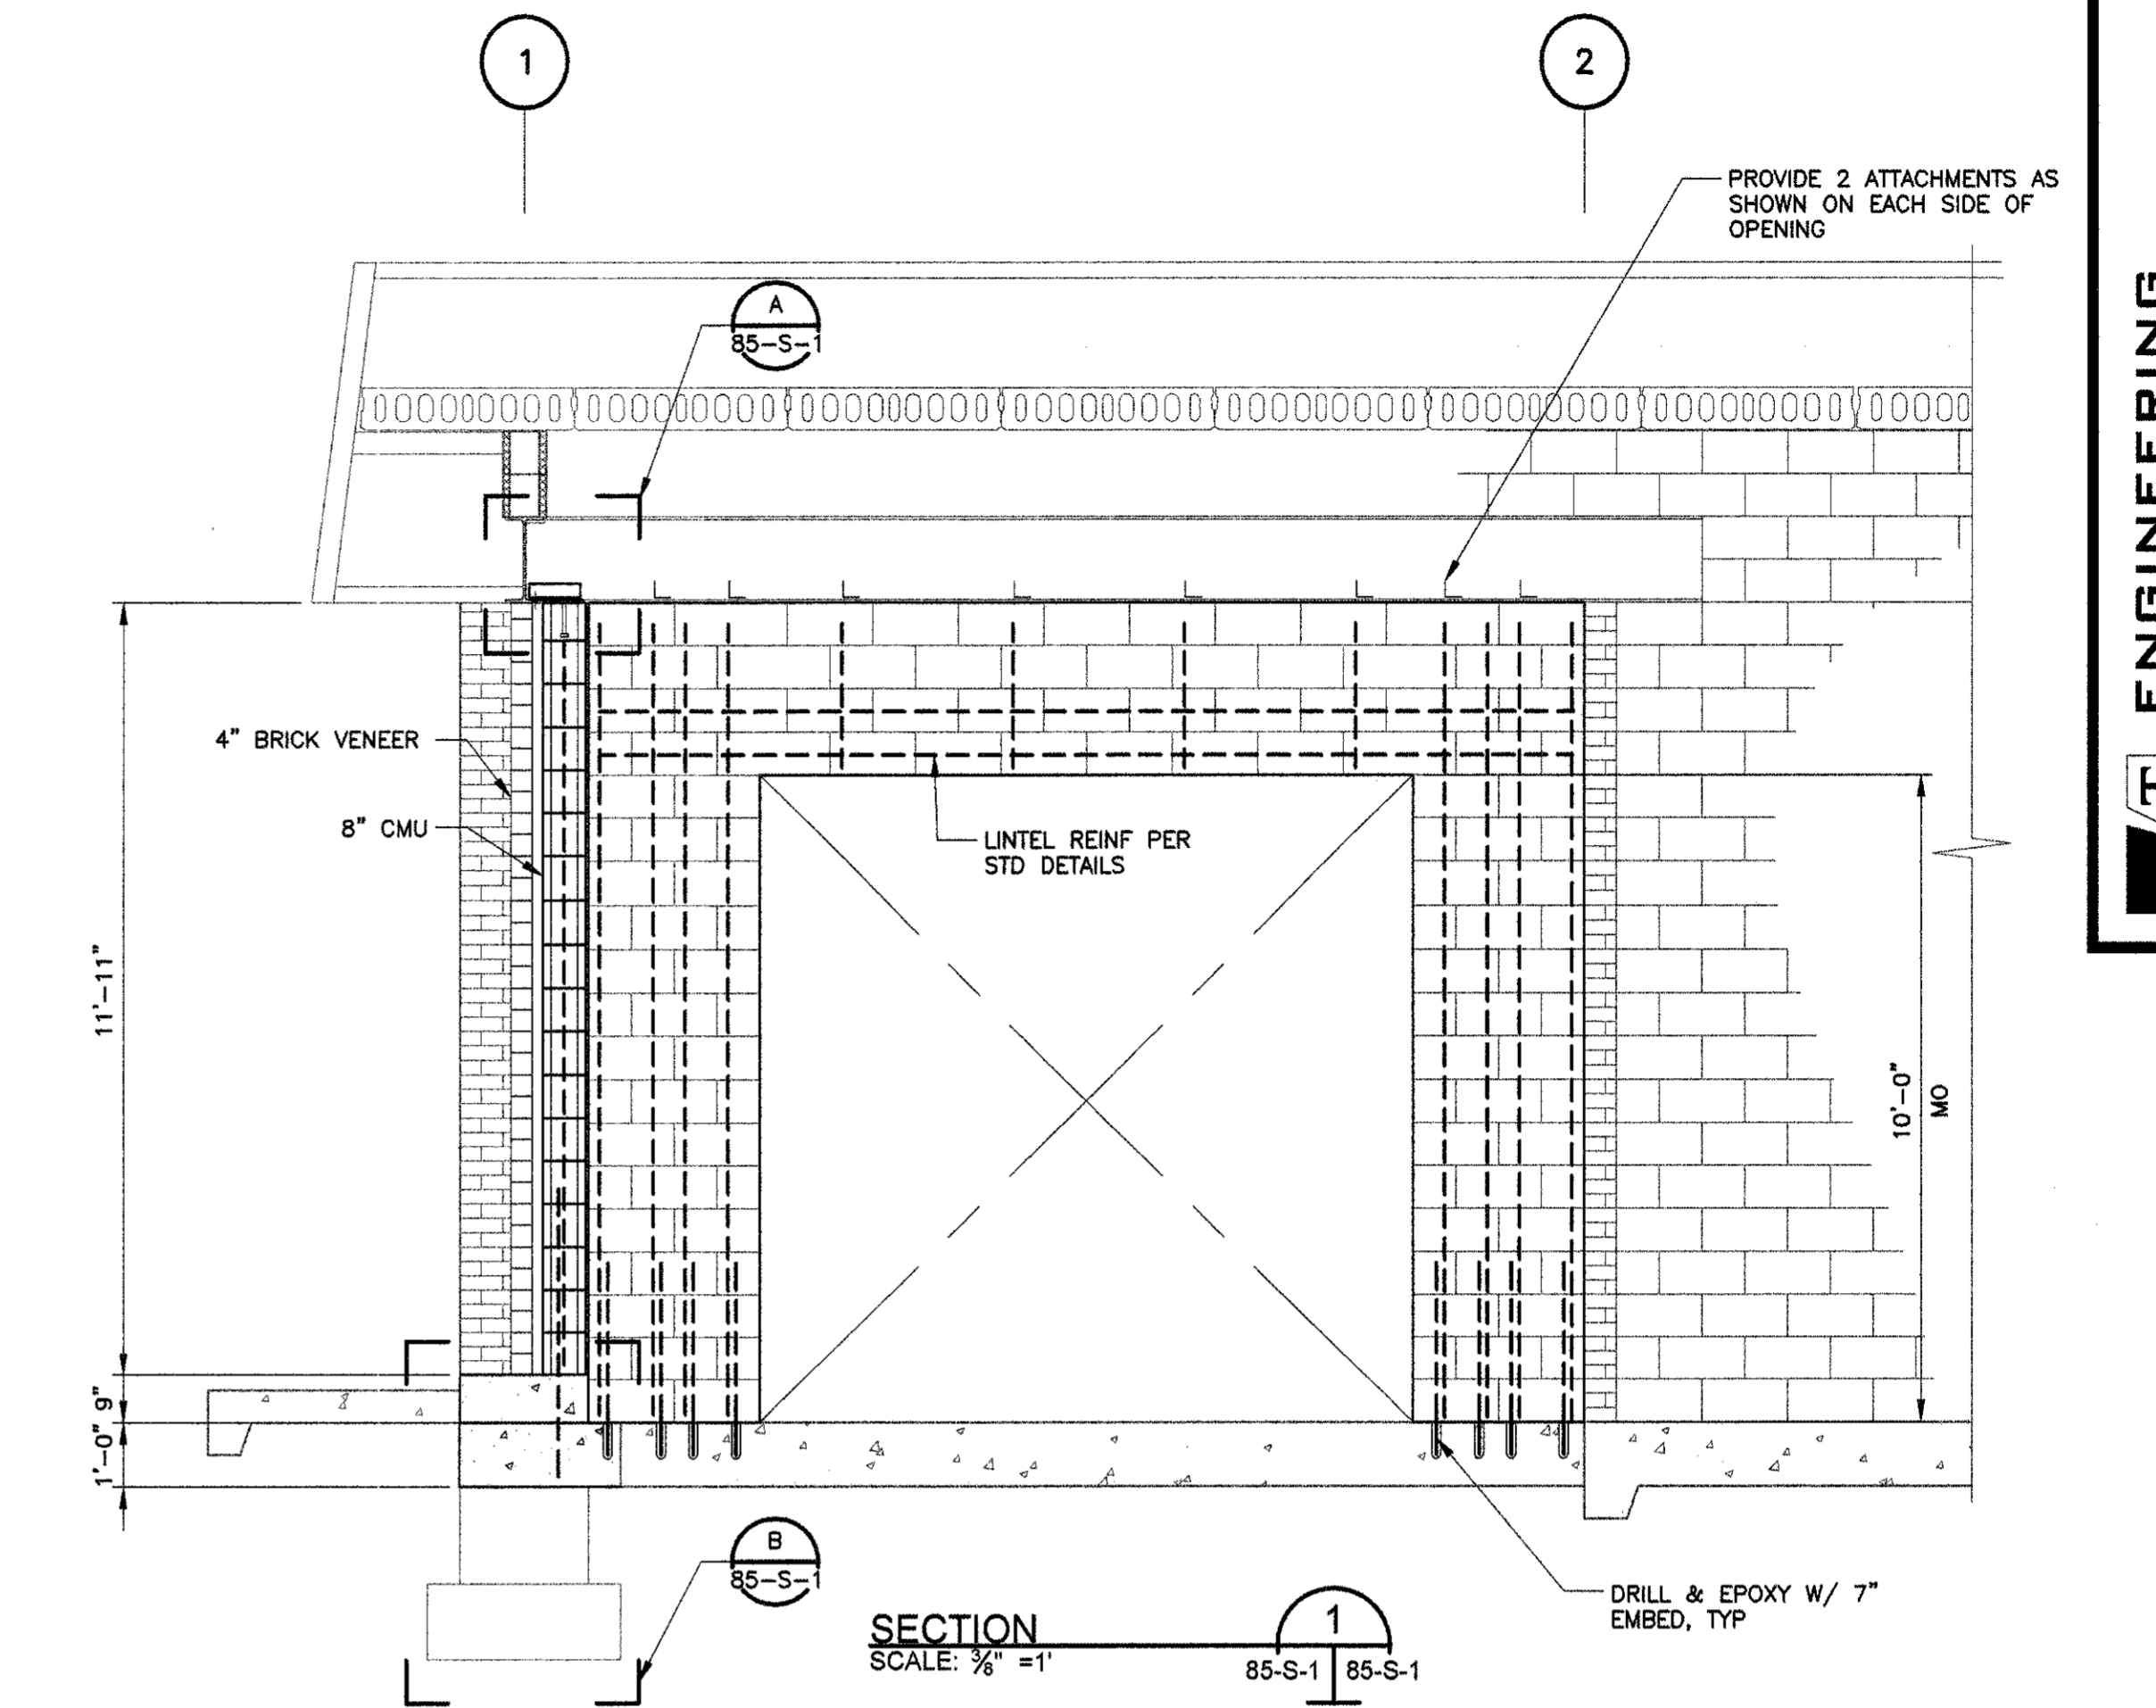 1
2
PROVIDE 2 ATTACHMENTS AS
SHOWN ON EACH SIDE OF
OPENING
A
85-S-1
4" BRICK VENEER
8" CMU
LINTEL REINF PER
STD DETAILS
11'-11"
10'-0"
MO
9"
1'-0"
B
85-S-1
DRILL & EPOXY W/ 7"
EMBED, TYP
SECTION
SCALE: 3/8" =1'
1
85-S-1
85-S-1
ENGINEERING
T